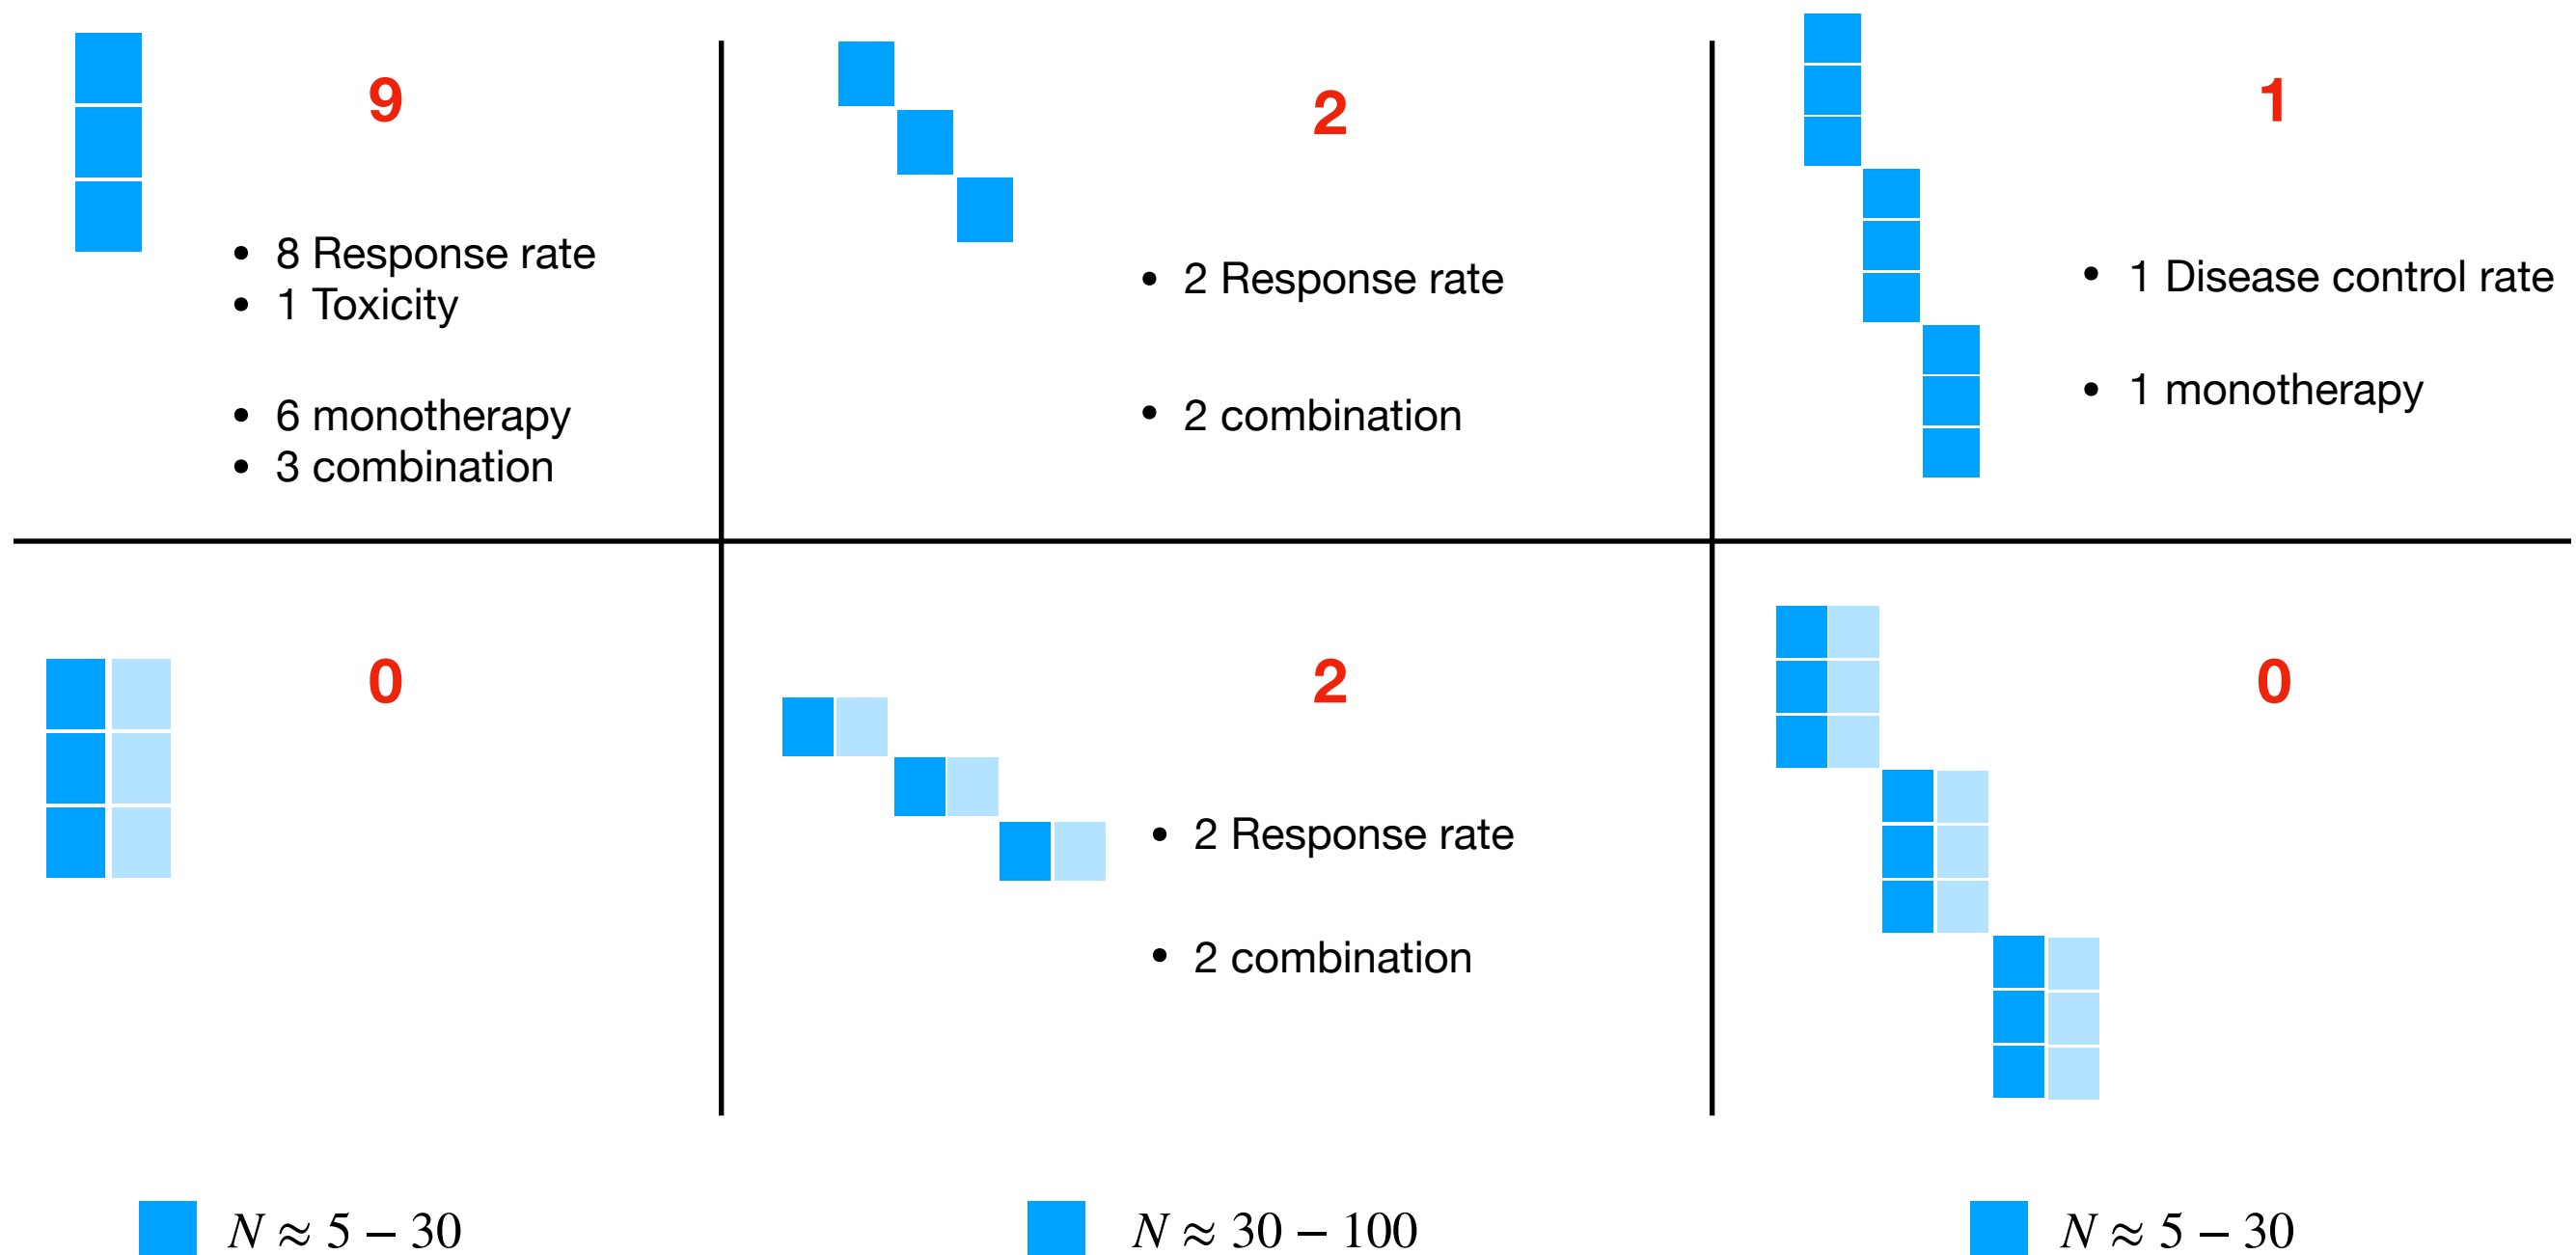 9
• 8 Response rate
• 1 Toxicity
• 6 monotherapy
• 3 combination
2
• 2 Response rate
• 2 combination
1
• 1 Disease control rate
• 1 monotherapy
0
2
• 2 Response rate
• 2 combination
0
N ≈ 5 – 30
N ≈ 30 – 100
N ≈ 5 – 30